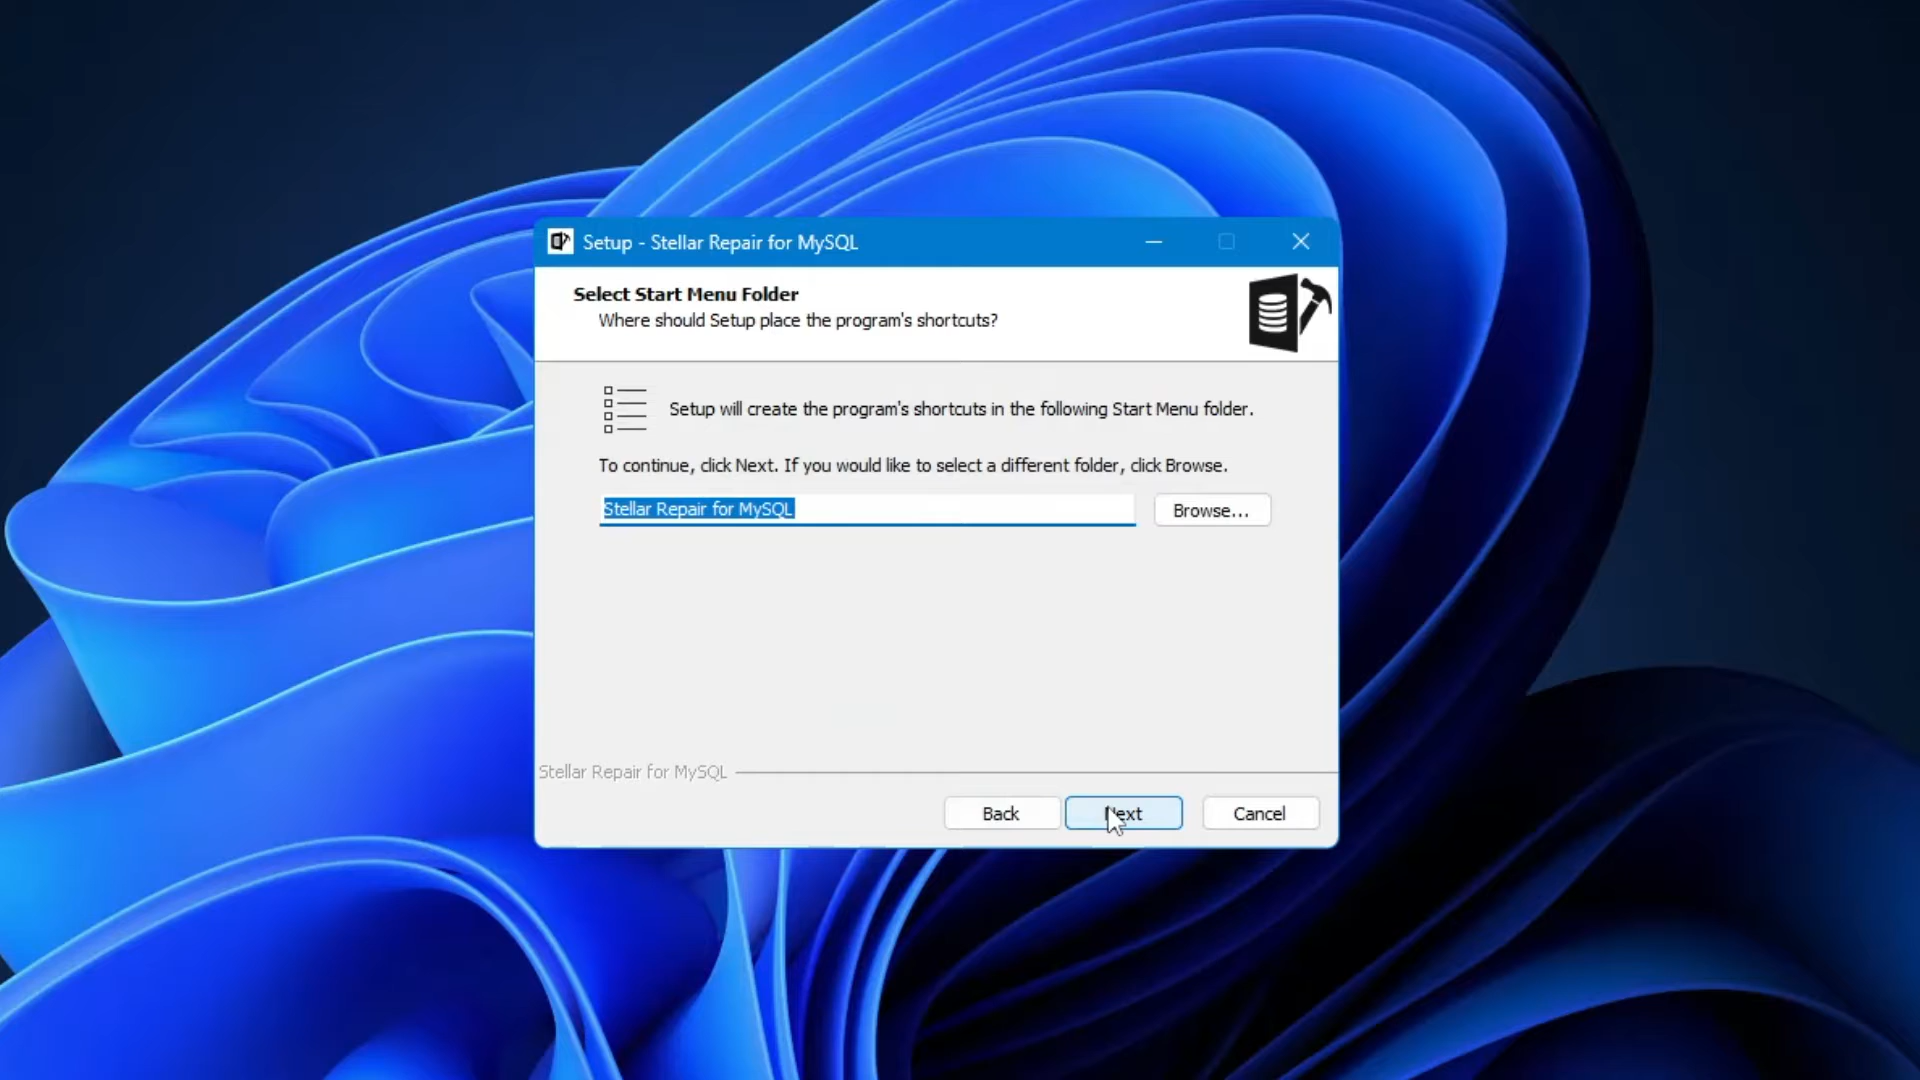 Setup - Stellar Repair for MySQL
Select Start Menu Folder
Where should Setup place the program's shortcuts?
Setup will create the program's shortcuts in the following Start Menu folder.
To continue, click Next. If you would like to select a different folder, click Browse.
Stellar Repair for MySQL
Browse...
Stellar Repair for MySQL
Back
Next
Cancel